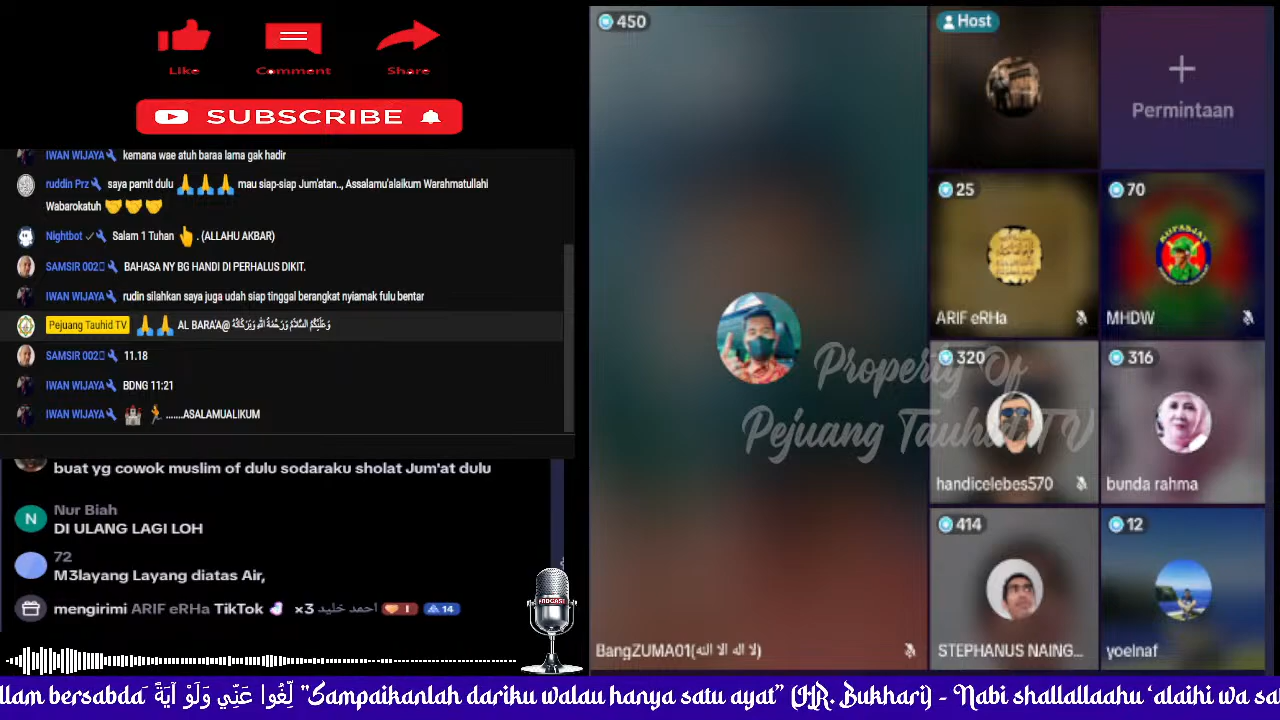 Like
Comment
Share
SUBSCRIBE
IWAN WIJAYA kemana wae atuh baraa lama gak hadir
ruddin Prz saya pamit dulu 🙏🙏🙏 mau siap-siap Jum'atan.., Assalamu'alaikum Warahmatullahi
Wabarokatuh 🤝🤝🤝
Nightbot ✓ Salam 1 Tuhan 👆. (ALLAHU AKBAR)
SAMSIR 002 BAHASA NY BG HANDI DI PERHALUS DIKIT.
IWAN WIJAYA rudin silahkan saya juga udah siap tinggal berangkat nyiamak fulu bentar
Pejuang Tauhid TV 🙏🙏 AL BARA'A@ وَعَلَيْكُمُ السَّلاَمُ وَرَحْمَةُ اللهِ وَبَرَكَاتُهُ
SAMSIR 002 11.18
IWAN WIJAYA BDNG 11:21
IWAN WIJAYA 🏰 🏃 .......ASALAMUALIKUM
buat yg cowok muslim of dulu sodaraku sholat Jum'at dulu
Nur Biah
DI ULANG LAGI LOH
72
M3layang Layang diatas Air,
mengirimi ARIF eRHa TikTok x3 احمد خليد 1 14
PODCAST
450
Host
Permintaan
25
ARIF eRHa
70
MHDW
320
handicelebes570
316
bunda rahma
414
STEPHANUS NAING...
12
yoelnaf
BangZUMA01(لا اله الا الله)
Property Of
Pejuang Tauhid TV
llam bersabda لِّغُوا عَنِّي وَلَوْ آيَةً "Sampaikanlah dariku walau hanya satu ayat" (HR. Bukhari) - Nabi shallallaahu 'alaihi wa sa